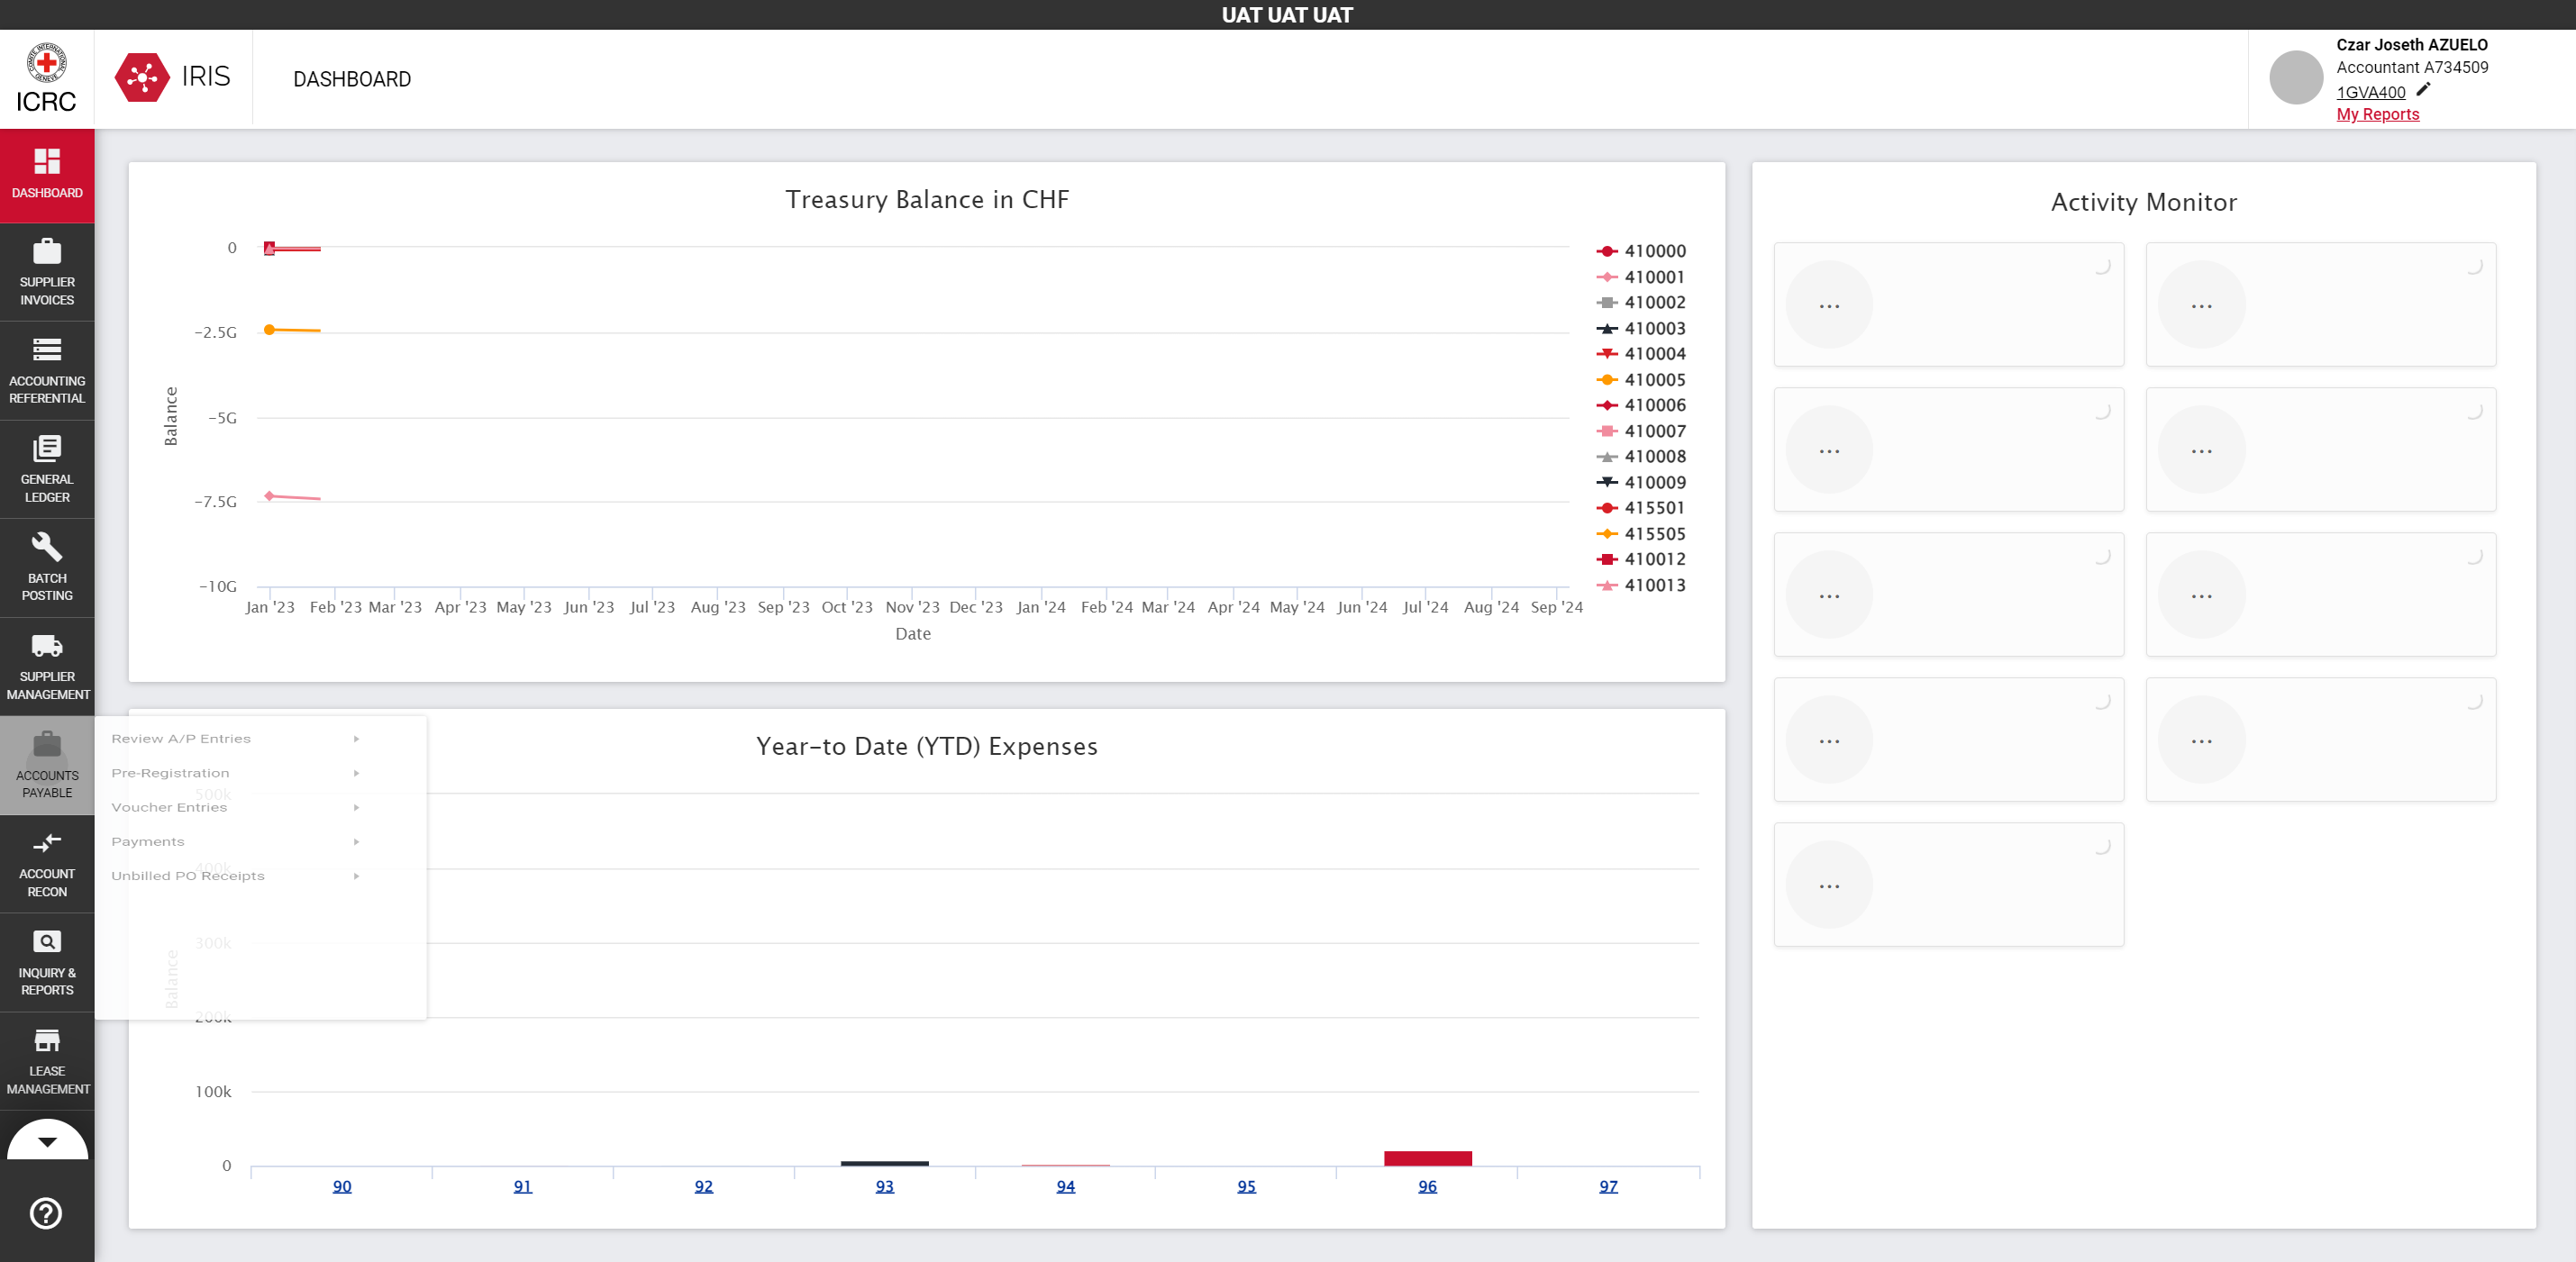 UAT UAT UAT
COMITE INTERNATIONAL GENEVE
ICRC
IRIS
DASHBOARD
Czar Joseth AZUELO
Accountant A734509
1GVA400
My Reports
DASHBOARD
SUPPLIER
INVOICES
ACCOUNTING
REFERENTIAL
GENERAL
LEDGER
BATCH
POSTING
SUPPLIER
MANAGEMENT
ACCOUNTS
PAYABLE
ACCOUNT
RECON
INQUIRY &
REPORTS
LEASE
MANAGEMENT
Review A/P Entries
Pre-Registration
Voucher Entries
Payments
Unbilled PO Receipts
Treasury Balance in CHF
Balance
0
-2.5G
-5G
-7.5G
-10G
Jan '23 Feb '23 Mar '23 Apr '23 May '23 Jun '23 Jul '23 Aug '23 Sep '23 Oct '23 Nov '23 Dec '23 Jan '24 Feb '24 Mar '24 Apr '24 May '24 Jun '24 Jul '24 Aug '24 Sep '24
Date
410000
410001
410002
410003
410004
410005
410006
410007
410008
410009
415501
415505
410012
410013
Year-to Date (YTD) Expenses
Balance
500k
400k
300k
200k
100k
0
90 91 92 93 94 95 96 97
Activity Monitor
... ...
... ...
... ...
... ...
...